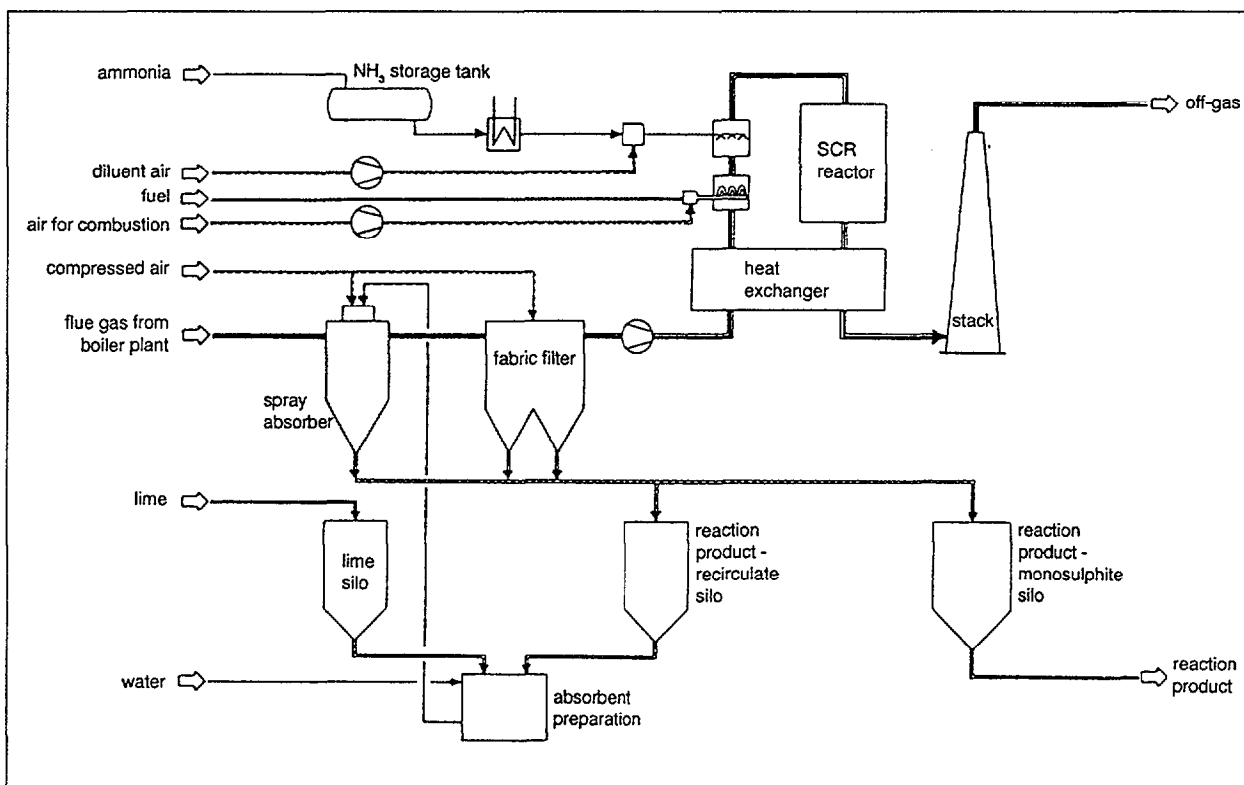 ammonia
NH₃ storage tank
off-gas
SCR
reactor
diluent air
fuel
air for combustion
compressed air
heat
exchanger
flue gas from
boiler plant
fabric filter
stack
spray
absorber
lime
lime
silo
reaction
product -
recirculate
silo
reaction
product -
monosulphite
silo
water
absorbent
preparation
reaction
product